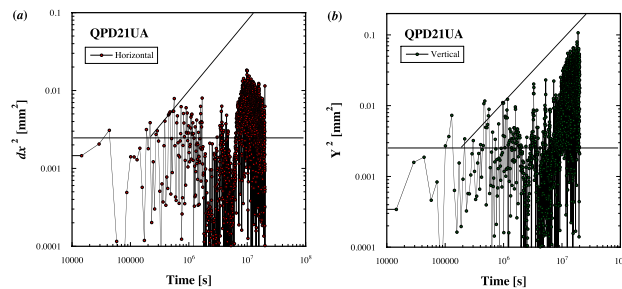 (a)
QPD21UA
Horizontal
dx² [mm²]
0.1
0.01
0.001
0.0001
10000
100000
10⁶
10⁷
10⁸
Time [s]
(b)
QPD21UA
Vertical
Y² [mm²]
0.1
0.01
0.001
0.0001
10000
100000
10⁶
10⁷
10
Time [s]